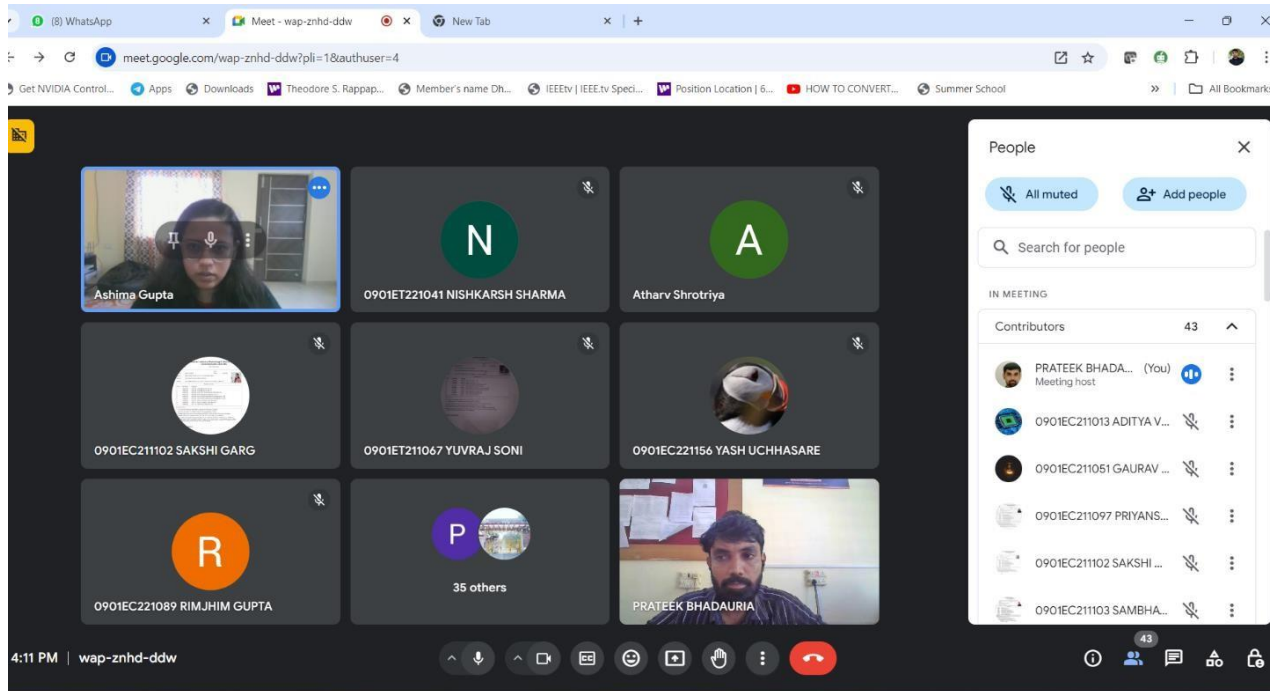 (8) WhatsApp
Meet - wap-znhd-ddw
New Tab
meet.google.com/wap-znhd-ddw?pli=1&authuser=4
Get NVIDIA Control...
Apps
Downloads
Theodore S. Rappap...
Member's name Dh...
IEEEtv | IEEE.tv Speci...
Position Location | 6...
HOW TO CONVERT...
Summer School
»
All Bookmarks
Ashima Gupta
N
0901ET221041 NISHKARSH SHARMA
A
Atharv Shrotriya
0901EC211102 SAKSHI GARG
0901ET211067 YUVRAJ SONI
0901EC221156 YASH UCHHASARE
R
0901EC221089 RIMJHIM GUPTA
P
35 others
PRATEEK BHADAURIA
People
All muted
Add people
Search for people
IN MEETING
Contributors 43
PRATEEK BHADA... (You)
Meeting host
0901EC211013 ADITYA V...
0901EC211051 GAURAV ...
0901EC211097 PRIYANS...
0901EC211102 SAKSHI ...
0901EC211103 SAMBHA...
4:11 PM | wap-znhd-ddw
CC
43